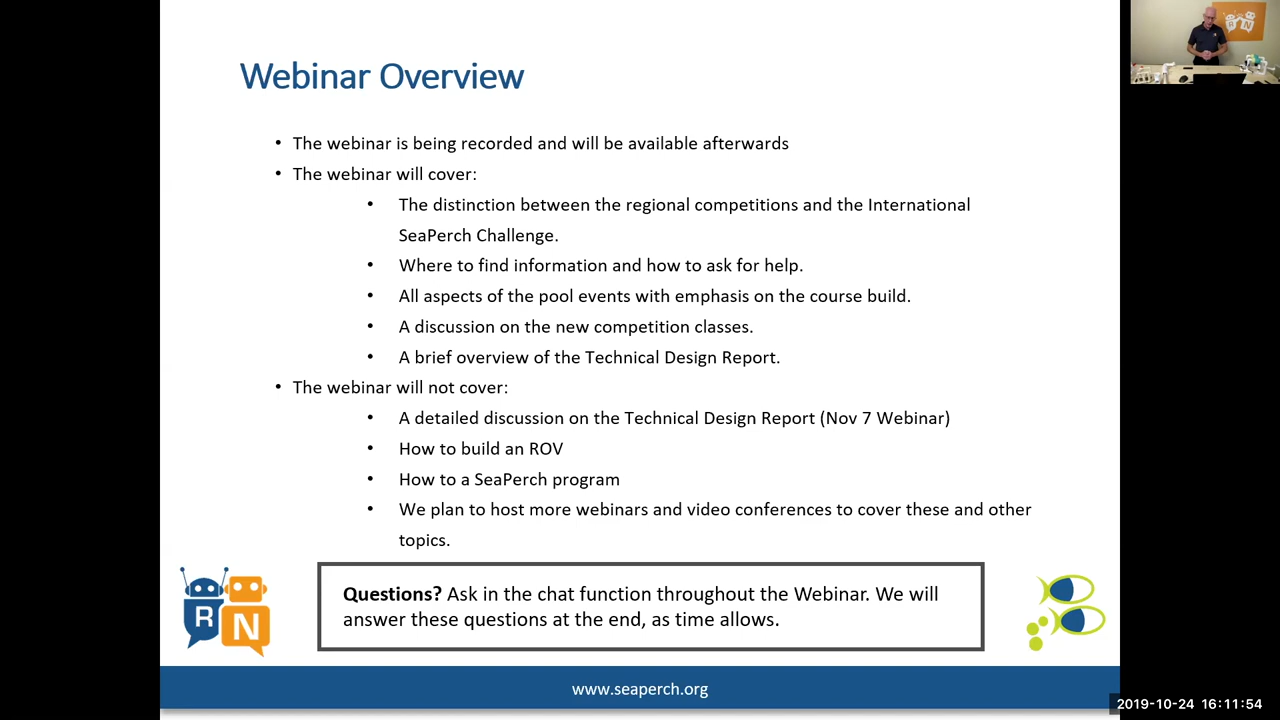 Webinar Overview
• The webinar is being recorded and will be available afterwards
• The webinar will cover:
• The distinction between the regional competitions and the International
SeaPerch Challenge.
• Where to find information and how to ask for help.
• All aspects of the pool events with emphasis on the course build.
• A discussion on the new competition classes.
• A brief overview of the Technical Design Report.
• The webinar will not cover:
• A detailed discussion on the Technical Design Report (Nov 7 Webinar)
• How to build an ROV
• How to a SeaPerch program
• We plan to host more webinars and video conferences to cover these and other
topics.
Questions? Ask in the chat function throughout the Webinar. We will
answer these questions at the end, as time allows.
R N
www.seaperch.org
2019-10-24 16:11:54
R N